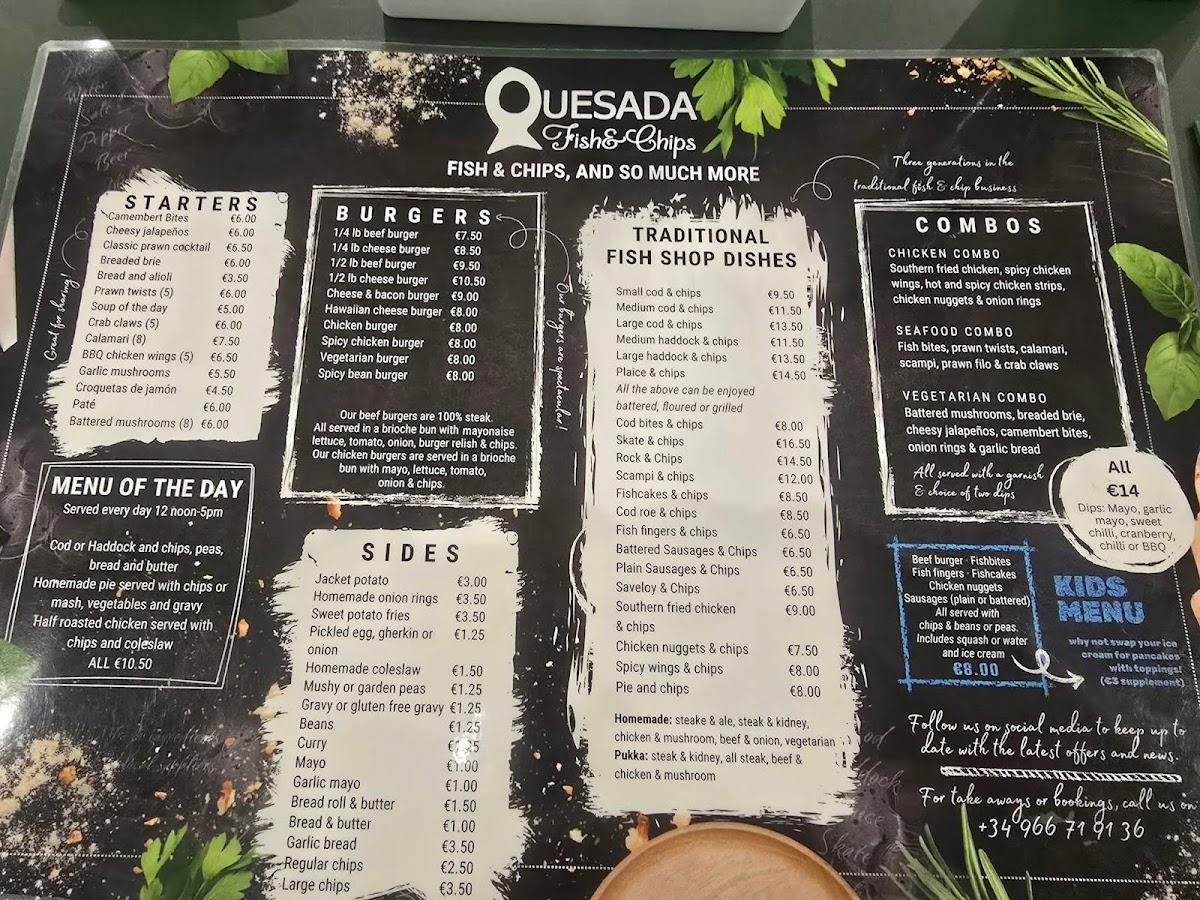 QUESADA
Fish & Chips
FISH & CHIPS, AND SO MUCH MORE
Three generations in the
traditional fish & chip business
Salt
Pepper
Beer
STARTERS
Camembert Bites €6.00
Cheesy jalapeños €6.00
Classic prawn cocktail €6.50
Breaded brie €6.00
Bread and alioli €3.50
Prawn twists (5) €6.00
Soup of the day €5.00
Crab claws (5) €6.00
Calamari (8) €7.50
BBQ chicken wings (5) €6.50
Garlic mushrooms €5.50
Croquetas de jamón €4.50
Paté €6.00
Battered mushrooms (8) €6.00
Great for sharing!
MENU OF THE DAY
Served every day 12 noon-5pm
Cod or Haddock and chips, peas,
bread and butter
Homemade pie served with chips or
mash, vegetables and gravy
Half roasted chicken served with
chips and coleslaw
ALL €10.50
BURGERS
1/4 lb beef burger €7.50
1/4 lb cheese burger €8.50
1/2 lb beef burger €9.50
1/2 lb cheese burger €10.50
Cheese & bacon burger €9.00
Hawaiian cheese burger €8.00
Chicken burger €8.00
Spicy chicken burger €8.00
Vegetarian burger €8.00
Spicy bean burger €8.00
Our beef burgers are 100% steak.
All served in a brioche bun with mayonaise
lettuce, tomato, onion, burger relish & chips.
Our chicken burgers are served in a brioche
bun with mayo, lettuce, tomato,
onion & chips.
Our burgers are spectacular!
SIDES
Jacket potato €3.00
Homemade onion rings €3.50
Sweet potato fries €3.50
Pickled egg, gherkin or €1.25
onion
Homemade coleslaw €1.50
Mushy or garden peas €1.25
Gravy or gluten free gravy €1.25
Beans €1.25
Curry
Mayo €1.00
Garlic mayo €1.00
Bread roll & butter €1.50
Bread & butter €1.00
Garlic bread €3.50
Regular chips €2.50
Large chips €3.50
TRADITIONAL
FISH SHOP DISHES
Small cod & chips €9.50
Medium cod & chips €11.50
Large cod & chips €13.50
Medium haddock & chips €11.50
Large haddock & chips €13.50
Plaice & chips €14.50
All the above can be enjoyed
battered, floured or grilled
Cod bites & chips €8.00
Skate & chips €16.50
Rock & Chips €14.50
Scampi & chips €12.00
Fishcakes & chips €8.50
Cod roe & chips €8.50
Fish fingers & chips €6.50
Battered Sausages & Chips €6.50
Plain Sausages & Chips €6.50
Saveloy & Chips €6.50
Southern fried chicken €9.00
& chips
Chicken nuggets & chips €7.50
Spicy wings & chips €8.00
Pie and chips €8.00
Homemade: steake & ale, steak & kidney,
chicken & mushroom, beef & onion, vegetarian
Pukka: steak & kidney, all steak, beef &
chicken & mushroom
Skate
COMBOS
CHICKEN COMBO
Southern fried chicken, spicy chicken
wings, hot and spicy chicken strips,
chicken nuggets & onion rings
SEAFOOD COMBO
Fish bites, prawn twists, calamari,
scampi, prawn filo & crab claws
VEGETARIAN COMBO
Battered mushrooms, breaded brie,
cheesy jalapeños, camembert bites,
onion rings & garlic bread
All served with a garnish
& choice of two dips
All
€14
Dips: Mayo, garlic
mayo, sweet
chilli, cranberry,
chilli or BBQ
Beef burger · Fishbites
Fish fingers · Fishcakes
Chicken nuggets
Sausages (plain or battered)
All served with
chips & beans or peas.
Includes squash or water
and ice cream
€8.00
KIDS
MENU
why not swap your ice
cream for pancakes
with toppings!
(€3 supplement)
Follow us on social media to keep up to
date with the latest offers and news.
For take aways or bookings, call us on
+34 966 71 91 36